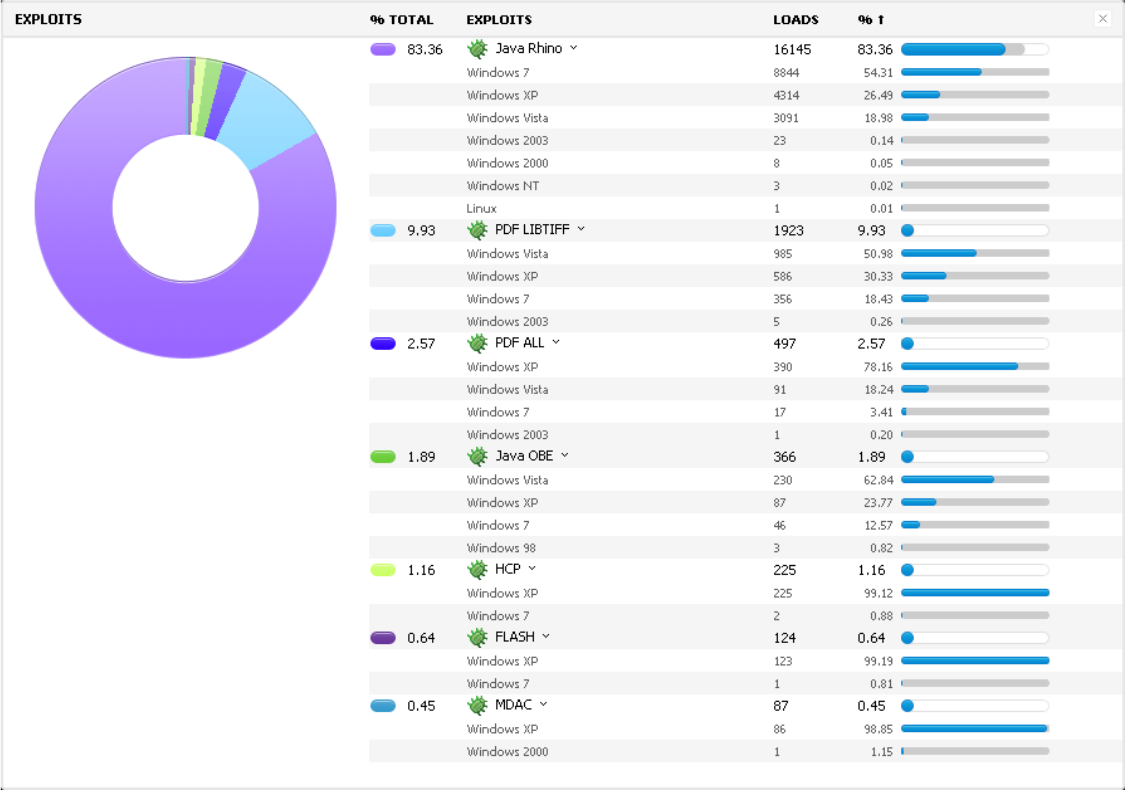 EXPLOITS % TOTAL EXPLOITS LOADS % ↑
83.36 Java Rhino 16145 83.36
Windows 7 8844 54.31
Windows XP 4314 26.49
Windows Vista 3091 18.98
Windows 2003 23 0.14
Windows 2000 8 0.05
Windows NT 3 0.02
Linux 1 0.01
9.93 PDF LIBTIFF 1923 9.93
Windows Vista 985 50.98
Windows XP 586 30.33
Windows 7 356 18.43
Windows 2003 5 0.26
2.57 PDF ALL 497 2.57
Windows XP 390 78.16
Windows Vista 91 18.24
Windows 7 17 3.41
Windows 2003 1 0.20
1.89 Java OBE 366 1.89
Windows Vista 230 62.84
Windows XP 87 23.77
Windows 7 46 12.57
Windows 98 3 0.82
1.16 HCP 225 1.16
Windows XP 225 99.12
Windows 7 2 0.88
0.64 FLASH 124 0.64
Windows XP 123 99.19
Windows 7 1 0.81
0.45 MDAC 87 0.45
Windows XP 86 98.85
Windows 2000 1 1.15